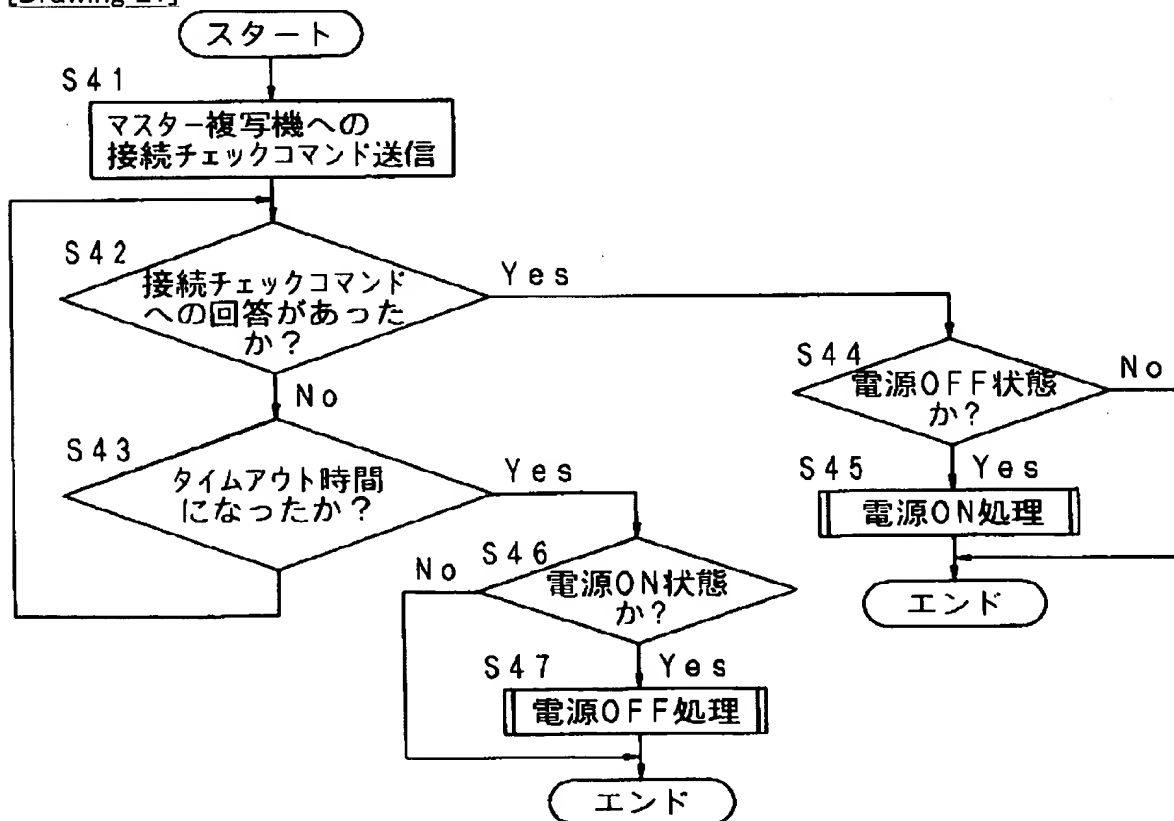 スタート
S41
マスター複写機への
接続チェックコマンド送信
S42
接続チェックコマンド
への回答があった
か？
Yes
No
S43
タイムアウト時間
になったか？
Yes
S44
電源OFF状態
か？
No
Yes
S45
電源ON処理
エンド
S46
電源ON状態
か？
No
Yes
S47
電源OFF処理
エンド